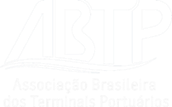 ABTP
Associação Brasileira
dos Terminais Portuários